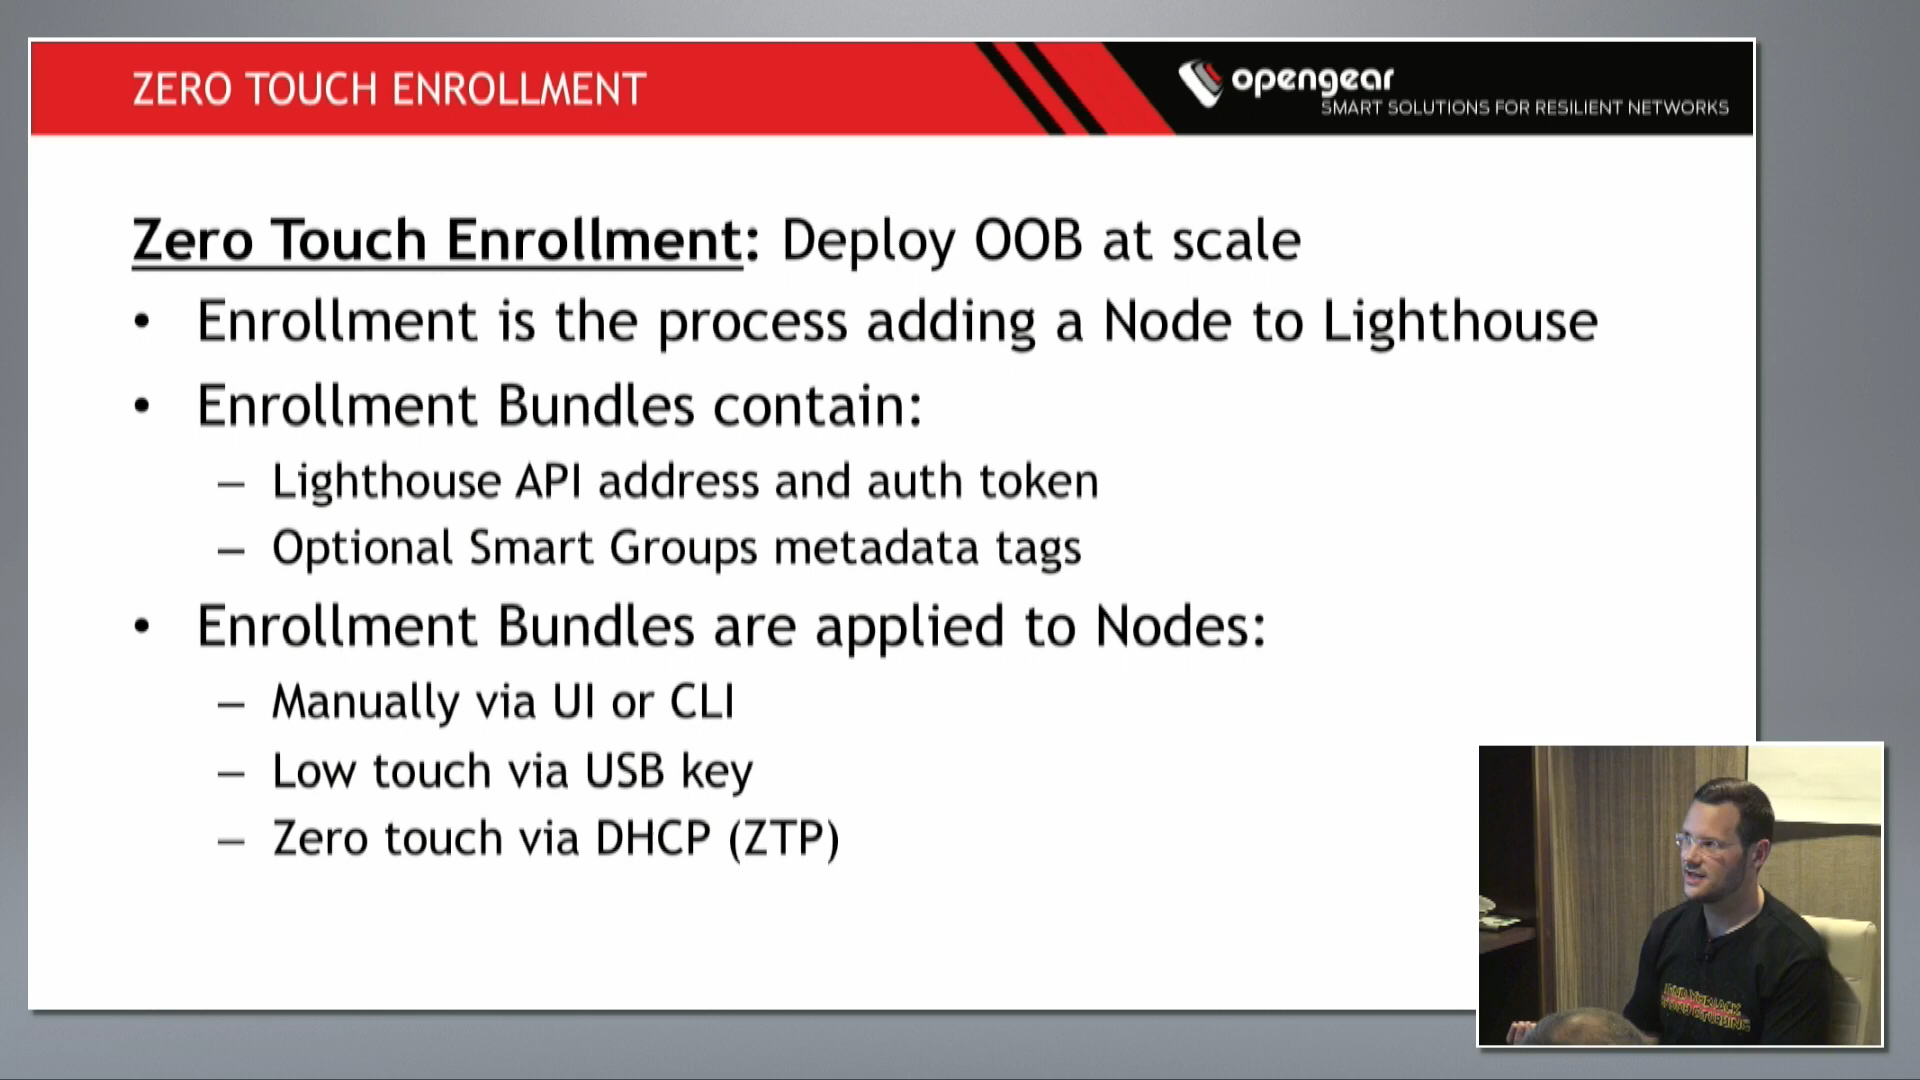 ZERO TOUCH ENROLLMENT
opengear
SMART SOLUTIONS FOR RESILIENT NETWORKS
Zero Touch Enrollment: Deploy OOB at scale
• Enrollment is the process adding a Node to Lighthouse
• Enrollment Bundles contain:
– Lighthouse API address and auth token
– Optional Smart Groups metadata tags
• Enrollment Bundles are applied to Nodes:
– Manually via UI or CLI
– Low touch via USB key
– Zero touch via DHCP (ZTP)